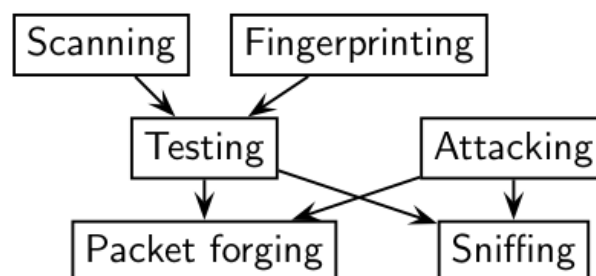 Scanning
Fingerprinting
Testing
Attacking
Packet forging
Sniffing